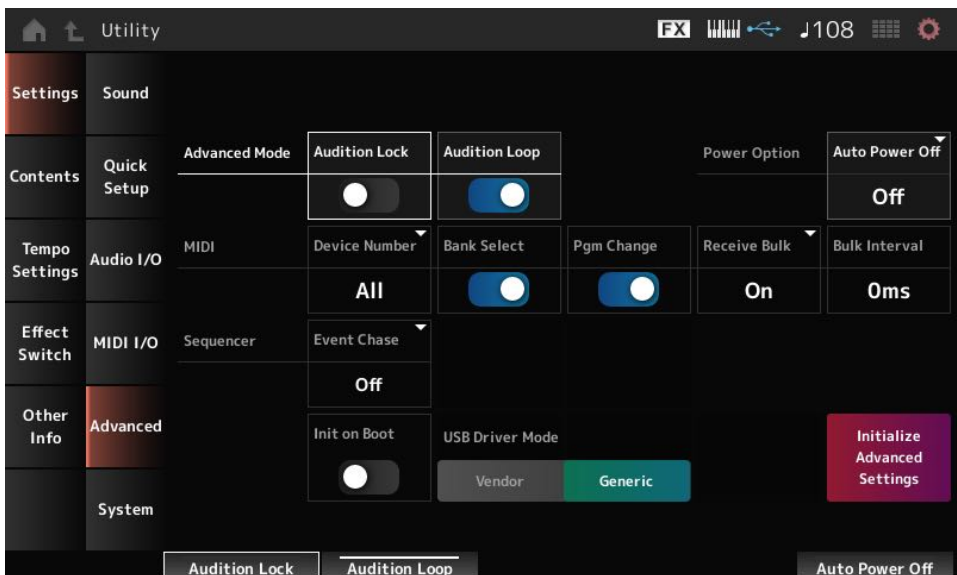 Utility
FX
♩108
Settings
Sound
Advanced Mode
Audition Lock
Audition Loop
Power Option
Auto Power Off
Off
Contents
Quick
Setup
Tempo
Settings
Audio I/O
MIDI
Device Number
Bank Select
Pgm Change
Receive Bulk
Bulk Interval
All
On
0ms
Effect
Switch
MIDI I/O
Sequencer
Event Chase
Off
Other
Info
Advanced
Init on Boot
USB Driver Mode
Vendor
Generic
Initialize
Advanced
Settings
System
Audition Lock
Audition Loop
Auto Power Off